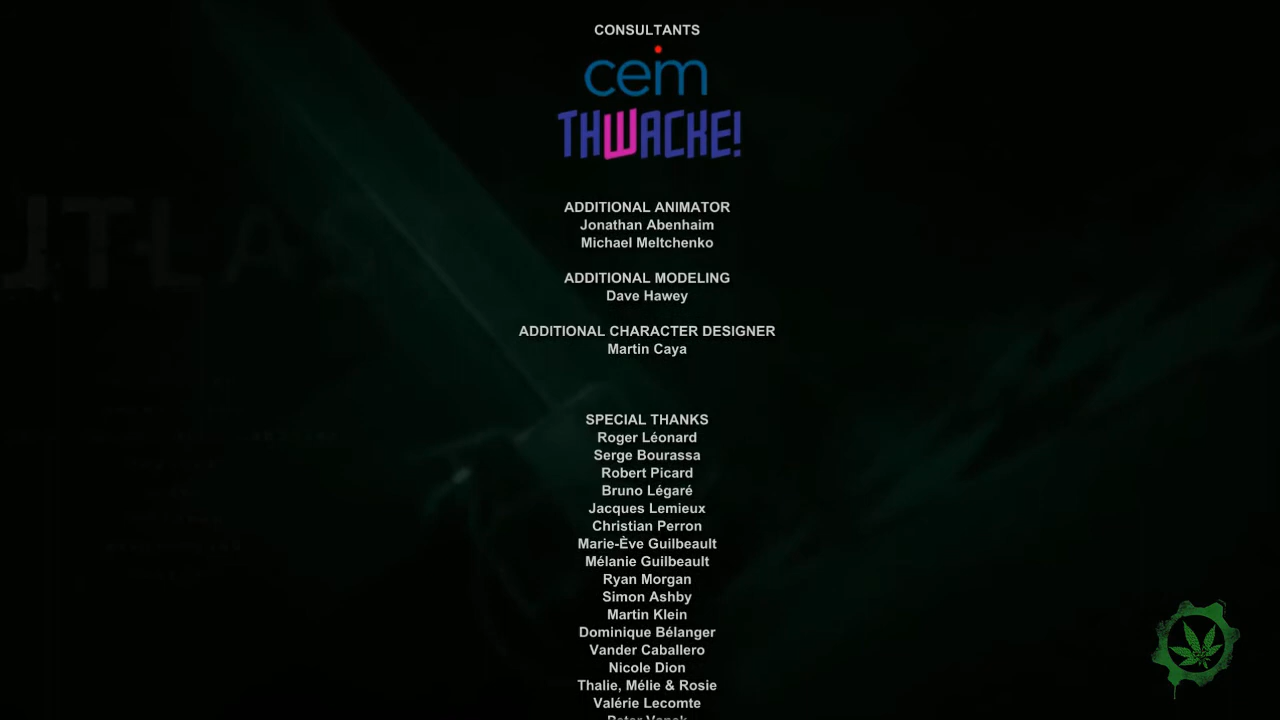 CONSULTANTS
cem
THWACKE!
ADDITIONAL ANIMATOR
Jonathan Abenhaim
Michael Meltchenko
ADDITIONAL MODELING
Dave Hawey
ADDITIONAL CHARACTER DESIGNER
Martin Caya
SPECIAL THANKS
Roger Léonard
Serge Bourassa
Robert Picard
Bruno Légaré
Jacques Lemieux
Christian Perron
Marie-Ève Guilbeault
Mélanie Guilbeault
Ryan Morgan
Simon Ashby
Martin Klein
Dominique Bélanger
Vander Caballero
Nicole Dion
Thalie, Mélie & Rosie
Valérie Lecomte